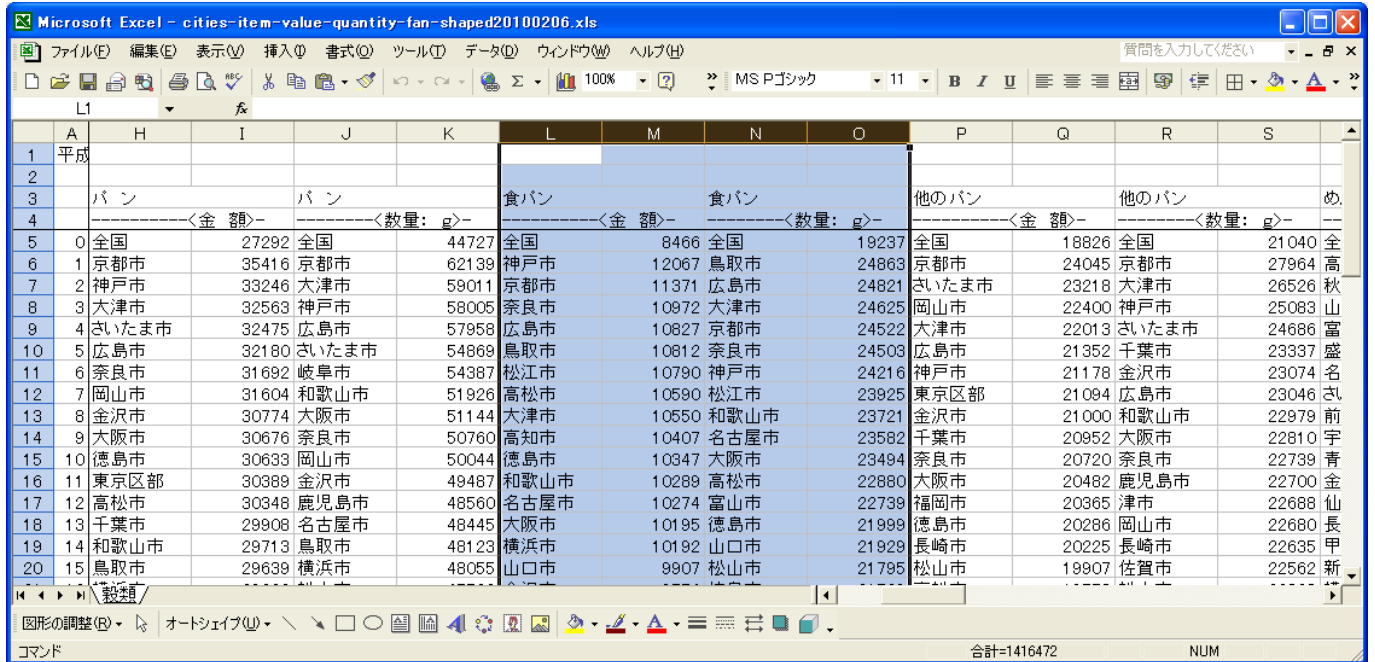 Microsoft Excel - cities-item-value-quantity-fan-shaped20100206.xls
ファイル(F) 編集(E) 表示(V) 挿入(I) 書式(O) ツール(T) データ(D) ウィンドウ(W) ヘルプ(H) 質問を入力してください
100% MS Pゴシック 11 B I U
L1 fx
A H I J K L M N O P Q R S
1 平成
2
3 パン パン 食パン 食パン 他のパン 他のパン め
4 ----------<金 額>- --------<数量: g>- ----------<金 額>- --------<数量: g>- ----------<金 額>- --------<数量: g>- --
5 0 全国 27292 全国 44727 全国 8466 全国 19237 全国 18826 全国 21040 全
6 1 京都市 35416 京都市 62139 神戸市 12067 鳥取市 24863 京都市 24045 京都市 27964 高
7 2 神戸市 33246 大津市 59011 京都市 11371 広島市 24821 さいたま市 23218 大津市 26526 秋
8 3 大津市 32563 神戸市 58005 奈良市 10972 大津市 24625 岡山市 22400 神戸市 25083 山
9 4 さいたま市 32475 広島市 57958 広島市 10827 京都市 24522 大津市 22013 さいたま市 24686 富
10 5 広島市 32180 さいたま市 54869 鳥取市 10812 奈良市 24503 広島市 21352 千葉市 23337 盛
11 6 奈良市 31692 岐阜市 54387 松江市 10790 神戸市 24216 神戸市 21178 金沢市 23074 名
12 7 岡山市 31604 和歌山市 51926 高松市 10590 松江市 23925 東京区部 21094 広島市 23046 さい
13 8 金沢市 30774 大阪市 51144 大津市 10550 和歌山市 23721 金沢市 21000 和歌山市 22979 前
14 9 大阪市 30676 奈良市 50760 高知市 10407 名古屋市 23582 千葉市 20952 大阪市 22810 宇
15 10 徳島市 30633 岡山市 50044 徳島市 10347 大阪市 23494 奈良市 20720 奈良市 22739 青
16 11 東京区部 30389 金沢市 49487 和歌山市 10289 高松市 22880 大阪市 20482 鹿児島市 22700 金
17 12 高松市 30348 鹿児島市 48560 名古屋市 10274 富山市 22739 福岡市 20365 津市 22688 仙
18 13 千葉市 29908 名古屋市 48445 大阪市 10195 徳島市 21999 徳島市 20286 岡山市 22680 長
19 14 和歌山市 29713 鳥取市 48123 横浜市 10192 山口市 21929 長崎市 20225 長崎市 22635 甲
20 15 鳥取市 29639 横浜市 48055 山口市 9907 松山市 21795 松山市 19907 佐賀市 22562 新
穀類
図形の調整(R) オートシェイプ(U)
コマンド 合計=1416472 NUM